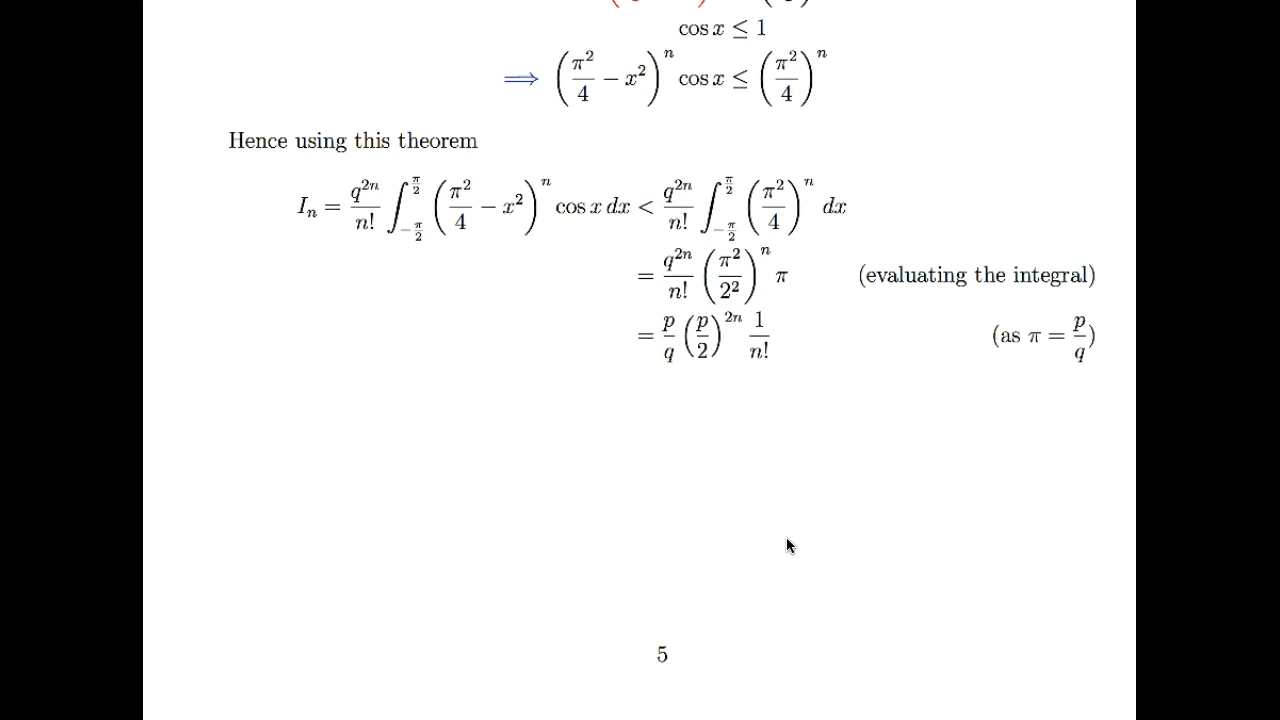 cos x ≤ 1
⟹ (π²/4 − x²)ⁿ cos x ≤ (π²/4)ⁿ
Hence using this theorem
Iₙ = q²ⁿ/n! ∫_{−π/2}^{π/2} (π²/4 − x²)ⁿ cos x dx < q²ⁿ/n! ∫_{−π/2}^{π/2} (π²/4)ⁿ dx
= q²ⁿ/n! (π²/2²)ⁿ π (evaluating the integral)
= p/q (p/2)²ⁿ 1/n! (as π = p/q)
5